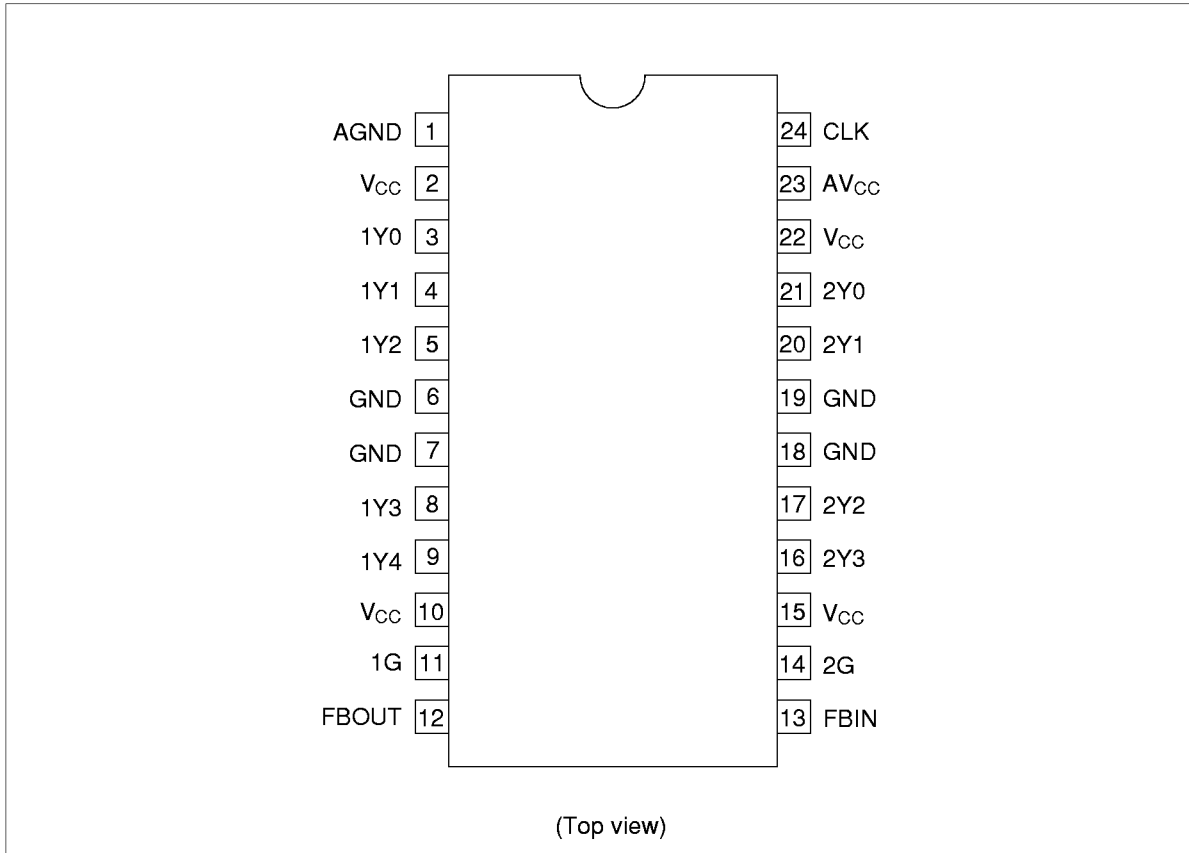 AGND 1 24 CLK
VCC 2 23 AVCC
1Y0 3 22 VCC
1Y1 4 21 2Y0
1Y2 5 20 2Y1
GND 6 19 GND
GND 7 18 GND
1Y3 8 17 2Y2
1Y4 9 16 2Y3
VCC 10 15 VCC
1G 11 14 2G
FBOUT 12 13 FBIN
(Top view)